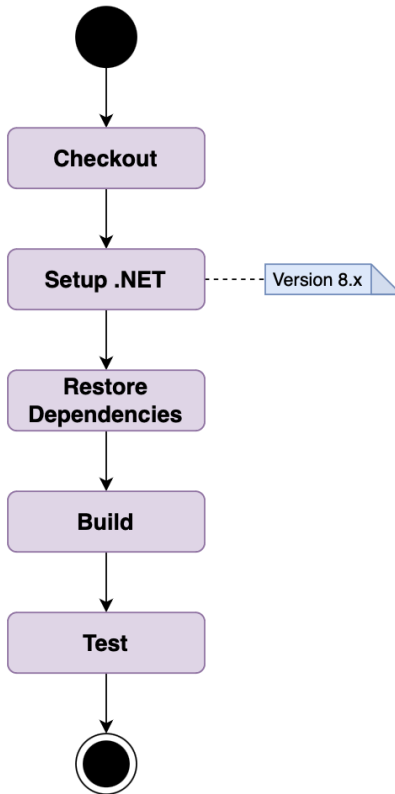 Checkout
Setup .NET
Version 8.x
Restore
Dependencies
Build
Test